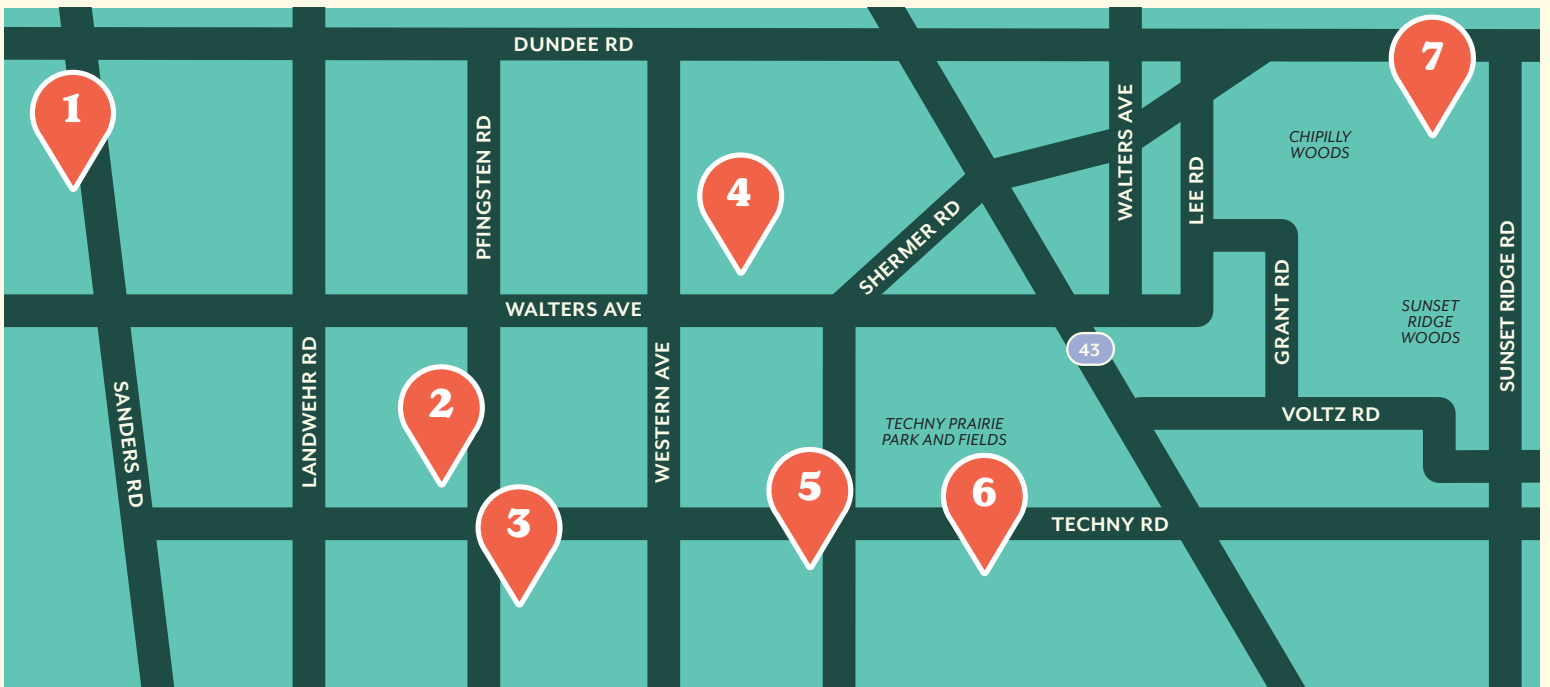 DUNDEE RD
7
1
WALTERS AVE
CHIPILLY
WOODS
PFINGSTEN RD
4
LEE RD
SHERMER RD
WALTERS AVE
GRANT RD
SUNSET RIDGE RD
SUNSET
RIDGE
WOODS
43
LANDWEHR RD
WESTERN AVE
SANDERS RD
2
VOLTZ RD
TECHNY PRAIRIE
PARK AND FIELDS
5
6
3
TECHNY RD